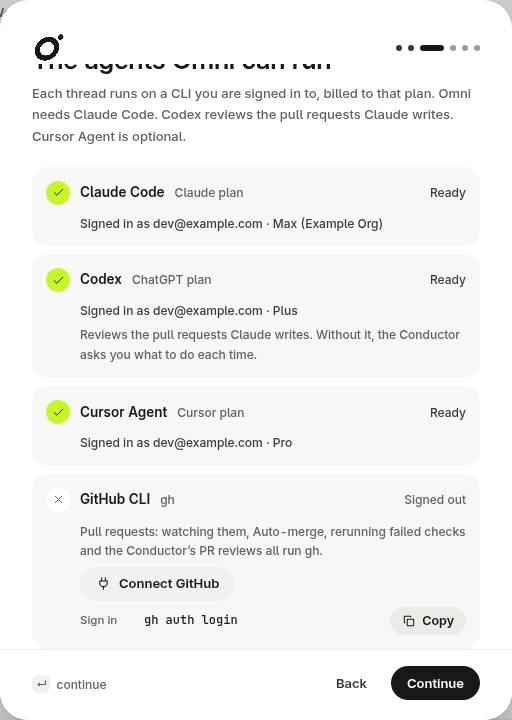 The agents Omni can run
Each thread runs on a CLI you are signed in to, billed to that plan. Omni
needs Claude Code. Codex reviews the pull requests Claude writes.
Cursor Agent is optional.
Claude Code Claude plan Ready
Signed in as dev@example.com · Max (Example Org)
Codex ChatGPT plan Ready
Signed in as dev@example.com · Plus
Reviews the pull requests Claude writes. Without it, the Conductor
asks you what to do each time.
Cursor Agent Cursor plan Ready
Signed in as dev@example.com · Pro
GitHub CLI gh Signed out
Pull requests: watching them, Auto-merge, rerunning failed checks
and the Conductor’s PR reviews all run gh.
Connect GitHub
Sign in gh auth login Copy
continue Back Continue